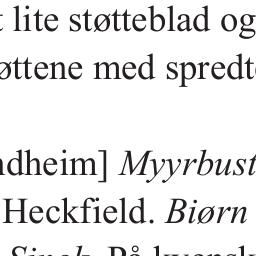 lite støtteblad og
øttene med spredt
ndheim] Myyrbust
Heckfield. Biørn
På kvensk